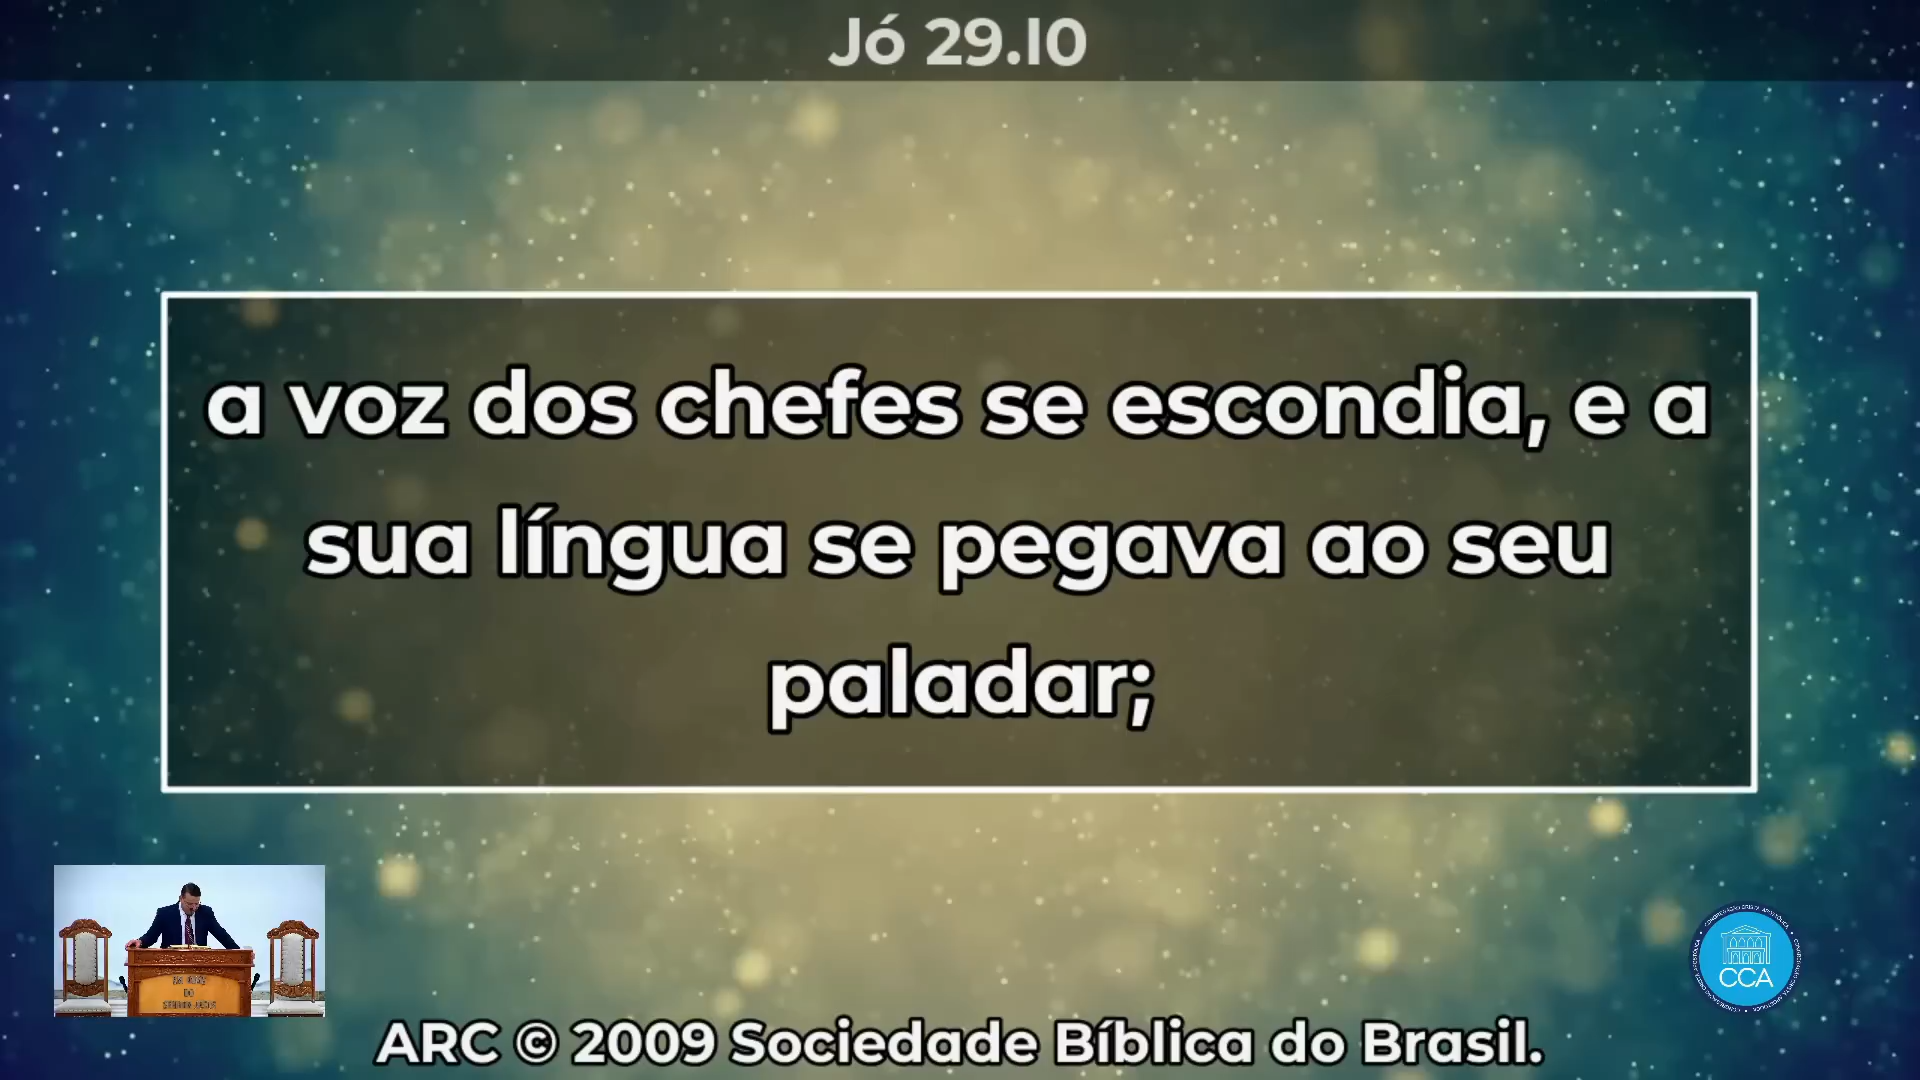 Jó 29.10
a voz dos chefes se escondia, e a
sua língua se pegava ao seu
paladar;
CCA
ARC © 2009 Sociedade Bíblica do Brasil.